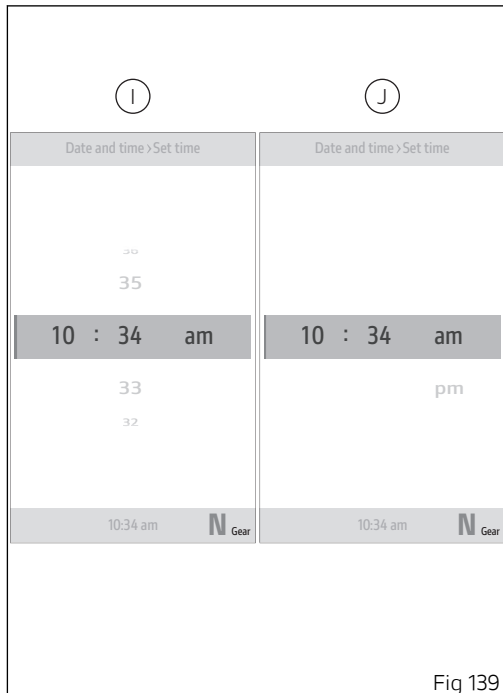 I
J
Date and time › Set time
Date and time › Set time
36
35
10 : 34 am
10 : 34 am
33
pm
32
10:34 am
N Gear
10:34 am
N Gear
Fig 139